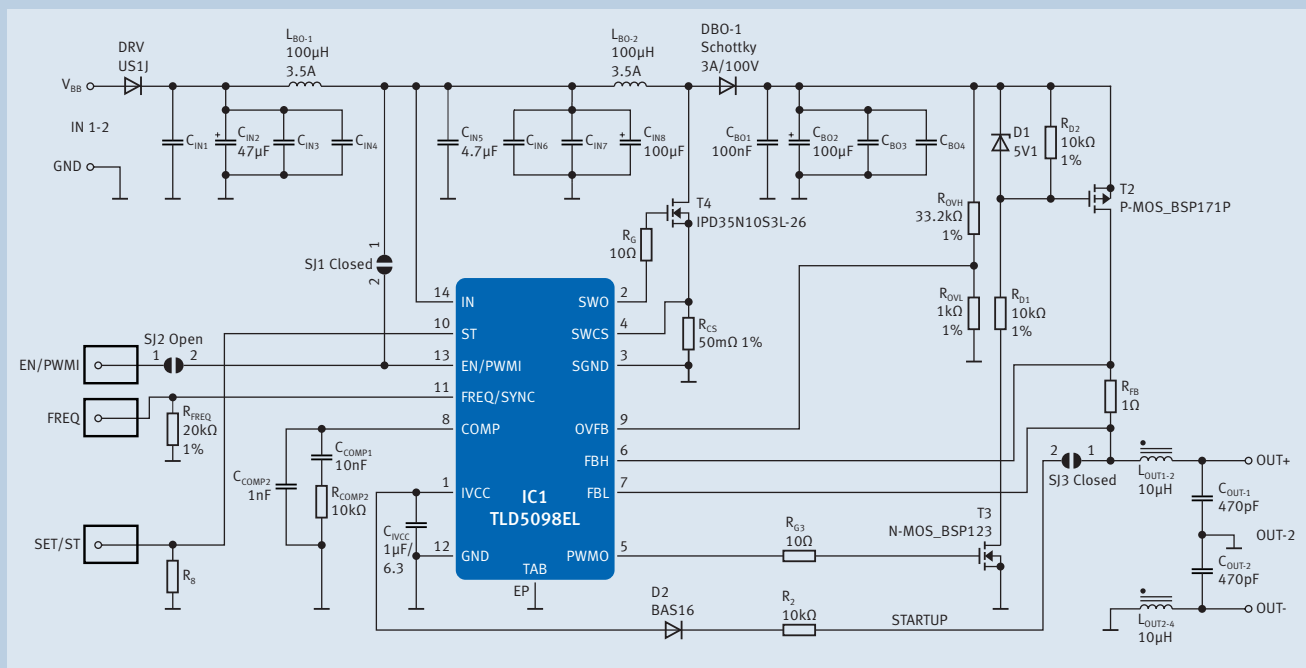 DRV
US1J
L_BO-1
100µH
3.5A
L_BO-2
100µH
3.5A
DBO-1
Schottky
3A/100V
V_BB
IN 1-2
GND
C_IN1
+
C_IN2
47µF
C_IN3
C_IN4
C_IN5
4.7µF
C_IN6
C_IN7
+
C_IN8
100µF
C_BO1
100nF
+
C_BO2
100µF
C_BO3
C_BO4
D1
5V1
R_D2
10kΩ
1%
T2
P-MOS_BSP171P
T4
IPD35N10S3L-26
R_G
10Ω
R_OVH
33.2kΩ
1%
SJ1 Closed
1
2
R_OVL
1kΩ
1%
R_D1
10kΩ
1%
R_CS
50mΩ 1%
14
IN
10
ST
13
EN/PWMI
11
FREQ/SYNC
8
COMP
1
IVCC
12
GND
TAB
EP
SWO
2
SWCS
4
SGND
3
OVFB
9
FBH
6
FBL
7
PWMO
5
IC1
TLD5098EL
SJ2 Open
1
2
EN/PWMI
FREQ
R_FREQ
20kΩ
1%
C_COMP1
10nF
C_COMP2
1nF
R_COMP2
10kΩ
C_IVCC
1µF/
6.3
SET/ST
R_8
R_FB
1Ω
2
1
SJ3 Closed
L_OUT1-2
10µH
OUT+
C_OUT-1
470pF
OUT-2
C_OUT-2
470pF
L_OUT2-4
10µH
OUT-
T3
N-MOS_BSP123
R_G3
10Ω
D2
BAS16
R_2
10kΩ
STARTUP